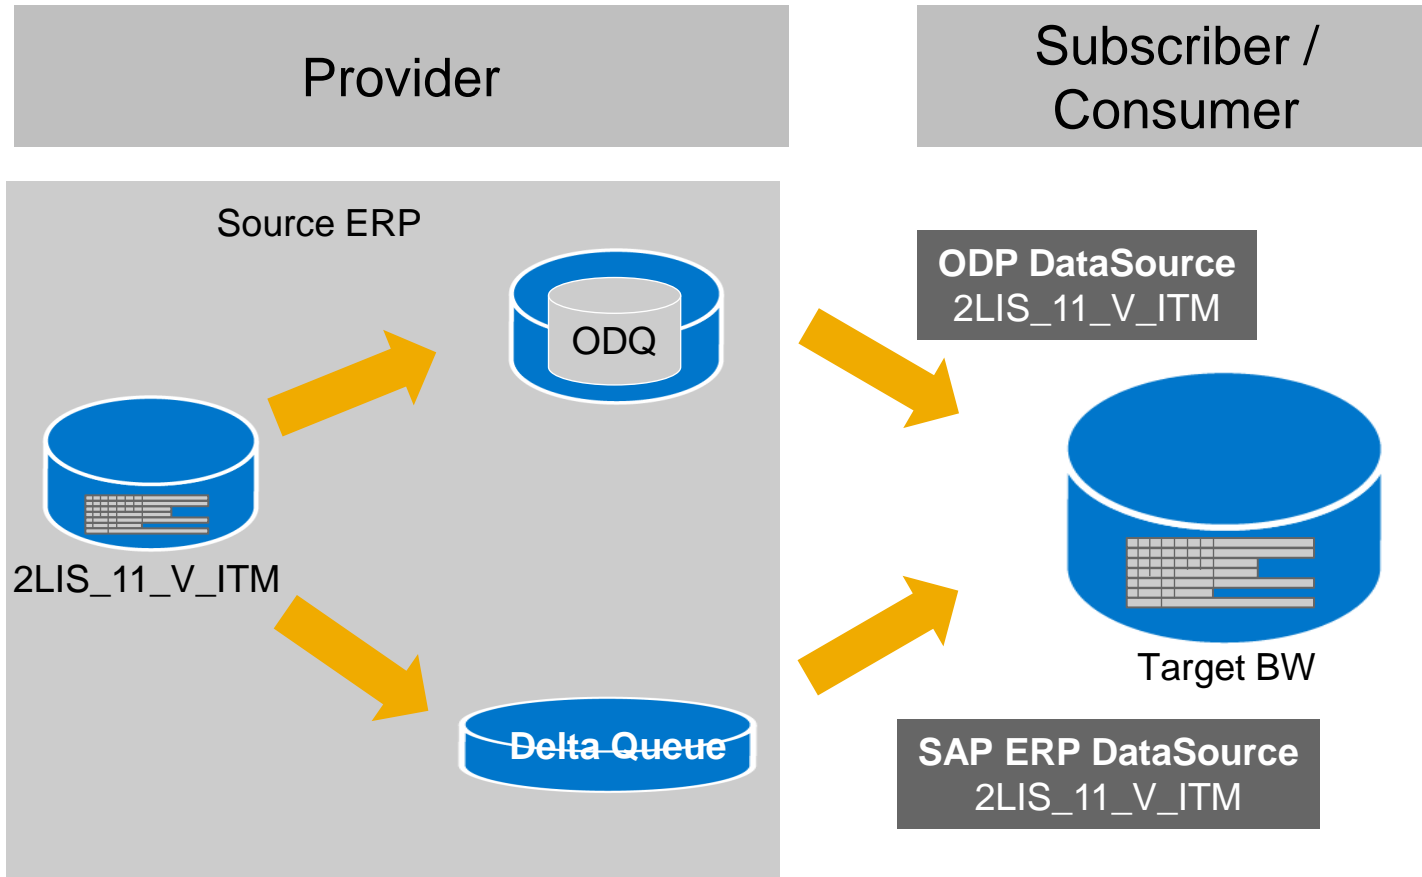 Provider
Subscriber /
Consumer
Source ERP
ODQ
2LIS_11_V_ITM
Delta Queue
ODP DataSource
2LIS_11_V_ITM
Target BW
SAP ERP DataSource
2LIS_11_V_ITM